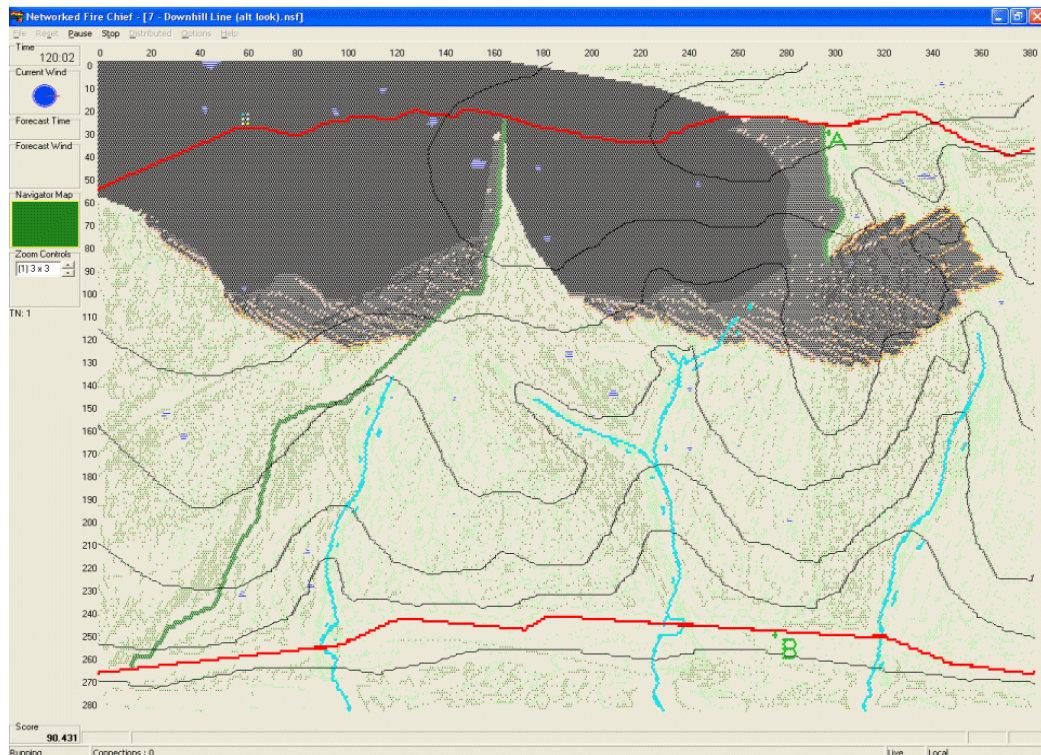 Networked Fire Chief - [7 - Downhill Line (alt look).nsf]
File Reset Pause Stop Distributed Options Help
Time
120:02
Current Wind
Forecast Time
Forecast Wind
Navigator Map
Zoom Controls
(1) 3 x 3
TN: 1
0 20 40 60 80 100 120 140 160 180 200 220 240 260 280 300 320 340 360 380
0
10
20
30
40
50
60
70
80
90
100
110
120
130
140
150
160
170
180
190
200
210
220
230
240
250
260
270
280
A
B
Score
90.431
Running Connections : 0 Live Local